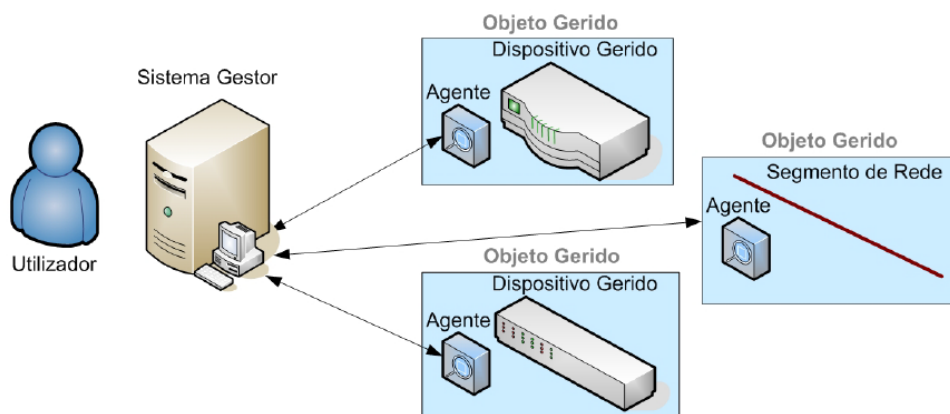 Objeto Gerido
Dispositivo Gerido
Sistema Gestor
Agente
Objeto Gerido
Segmento de Rede
Agente
Utilizador
Objeto Gerido
Dispositivo Gerido
Agente